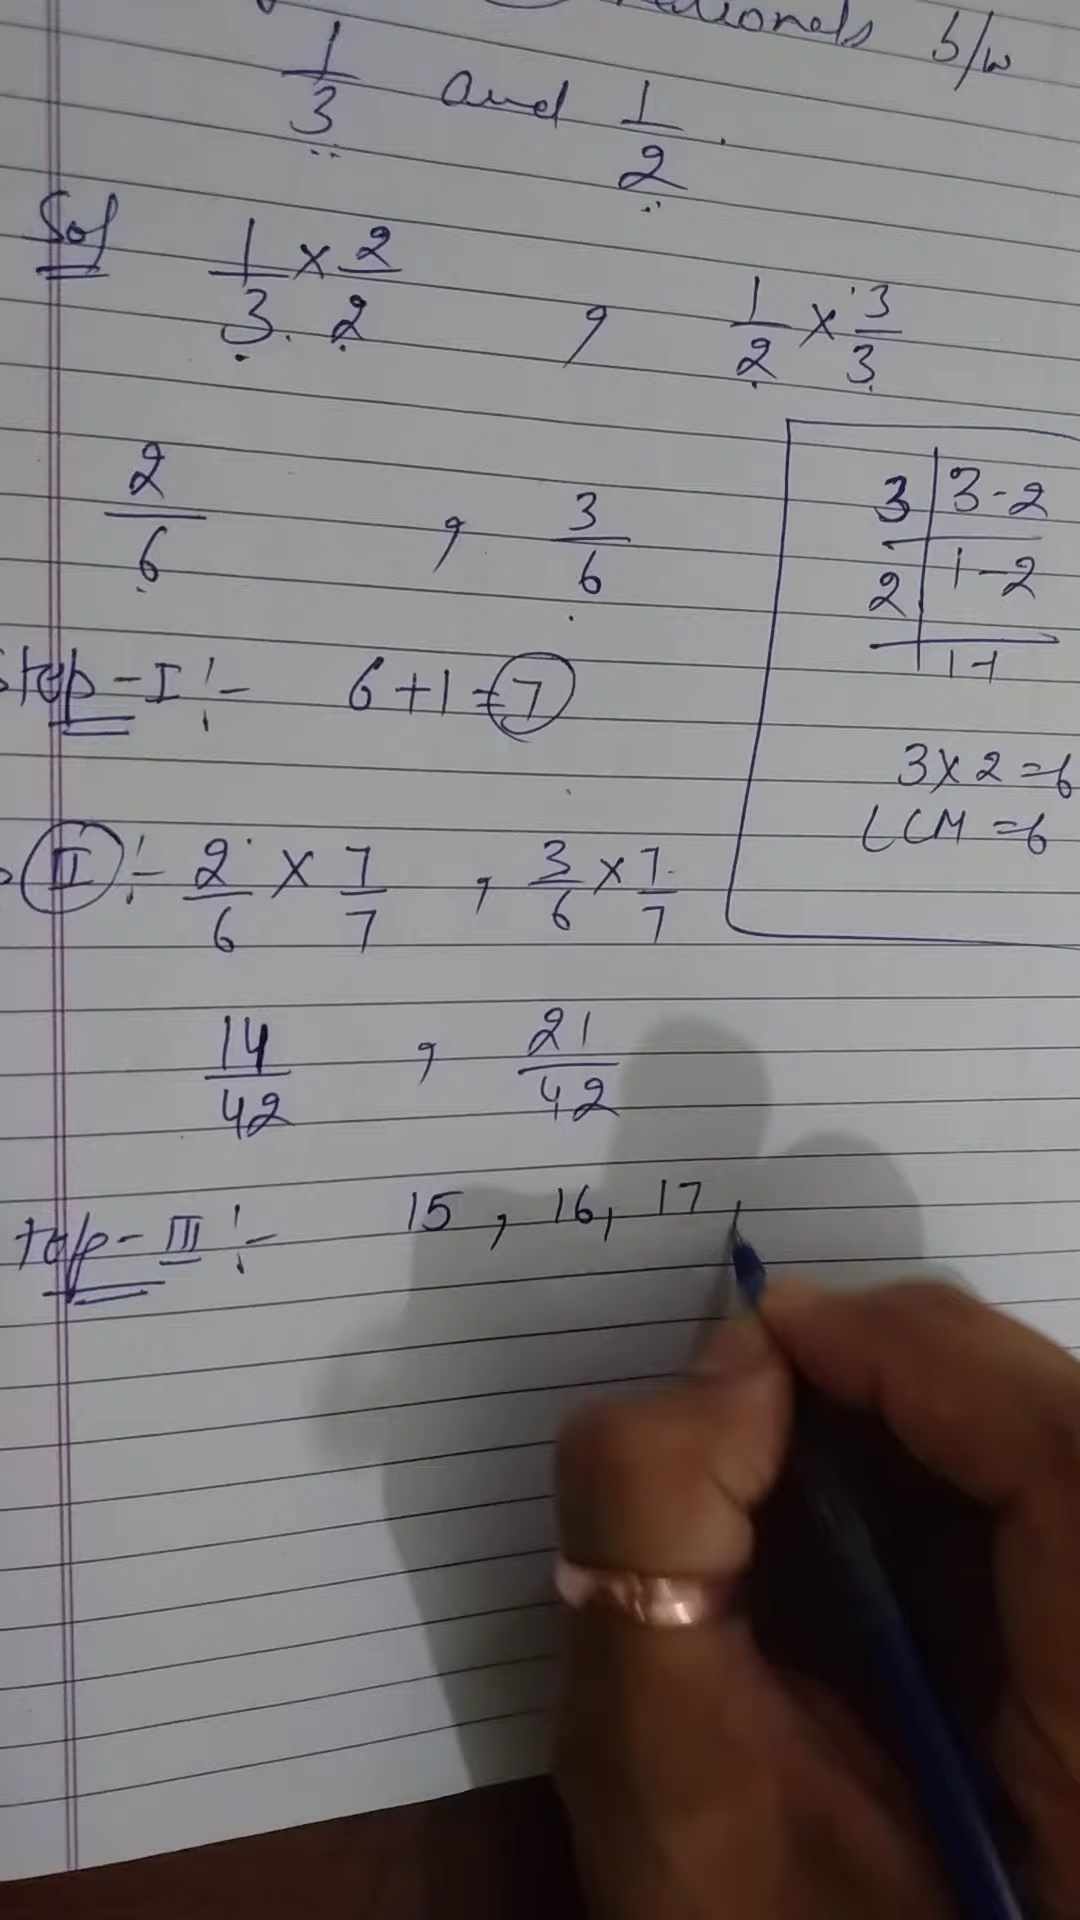 b/w
1/3 and 1/2.
Sol 1/3 × 2/2 , 1/2 × 3/3
2/6 , 3/6
3 | 3-2
2 | 1-2
1-1
3×2=6
LCM=6
Step-I:- 6+1=7
II:- 2/6 × 7/7 , 3/6 × 7/7
14/42 , 21/42
tep-III:- 15, 16, 17,